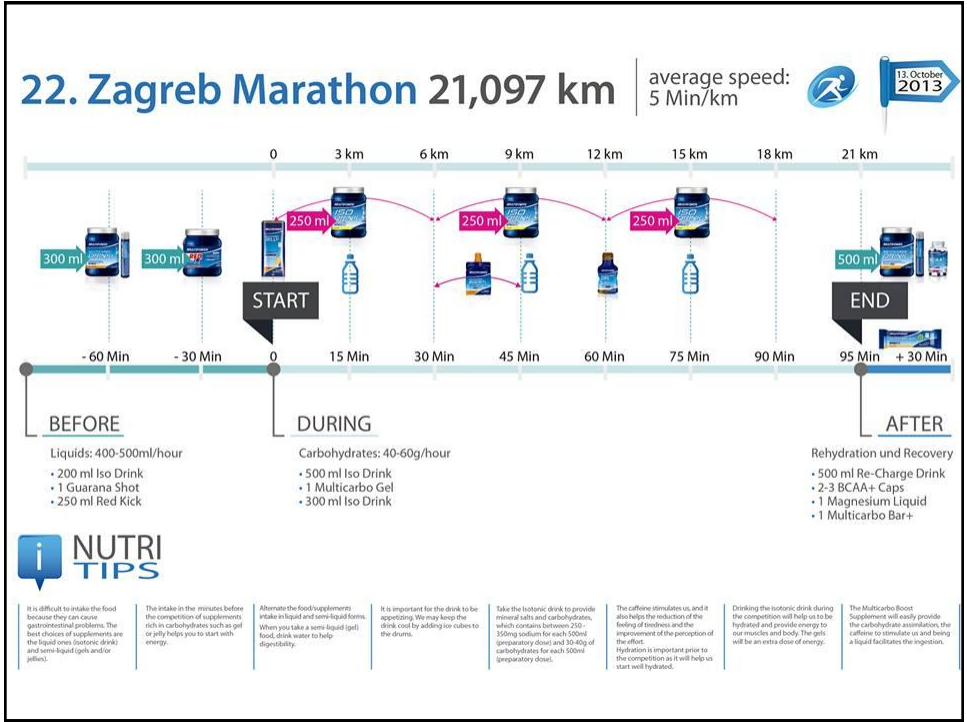 22. Zagreb Marathon 21,097 km
average speed:
5 Min/km
13. October
2013
0
3 km
6 km
9 km
12 km
15 km
18 km
21 km
300 ml
300 ml
250 ml
250 ml
250 ml
500 ml
START
END
- 60 Min
- 30 Min
0
15 Min
30 Min
45 Min
60 Min
75 Min
90 Min
95 Min
+ 30 Min
BEFORE
Liquids: 400-500ml/hour
• 200 ml Iso Drink
• 1 Guarana Shot
• 250 ml Red Kick
DURING
Carbohydrates: 40-60g/hour
• 500 ml Iso Drink
• 1 Multicarbo Gel
• 300 ml Iso Drink
AFTER
Rehydration und Recovery
• 500 ml Re-Charge Drink
• 2-3 BCAA+ Caps
• 1 Magnesium Liquid
• 1 Multicarbo Bar+
i
NUTRI
TIPS
It is difficult to intake the food
because they can cause
gastrointestinal problems. The
best choices of supplements are
the liquid ones (isotonic drink)
and semi-liquid (gels and/or
jellies).
The intake in the minutes before
the competition of supplements
rich in carbohydrates such as gel
or jelly helps you to start with
energy.
Alternate the food/supplements
intake in liquid and semi-liquid forms.
When you take a semi-liquid (gel)
food, drink water to help
digestibility.
It is important for the drink to be
appetizing. We may keep the
drink cool by adding ice cubes to
the drums.
Take the Isotonic drink to provide
mineral salts and carbohydrates,
which contains between 250-
350mg sodium for each 500ml
(preparatory dose) and 30-40g of
carbohydrates for each 500ml
(preparatory dose).
The caffeine stimulates us, and it
also helps the reduction of the
feeling of tiredness and the
improvement of the perception of
the effort.
Hydration is important prior to
the competition as it will help us
start well hydrated.
Drinking the isotonic drink during
the competition will help us to be
hydrated and provide energy to
our muscles and body. The gels
will be an extra dose of energy.
The Multicarbo Boost
Supplement will easily provide
the carbohydrate assimilation, the
caffeine to stimulate us and being
a liquid facilitates the ingestion.